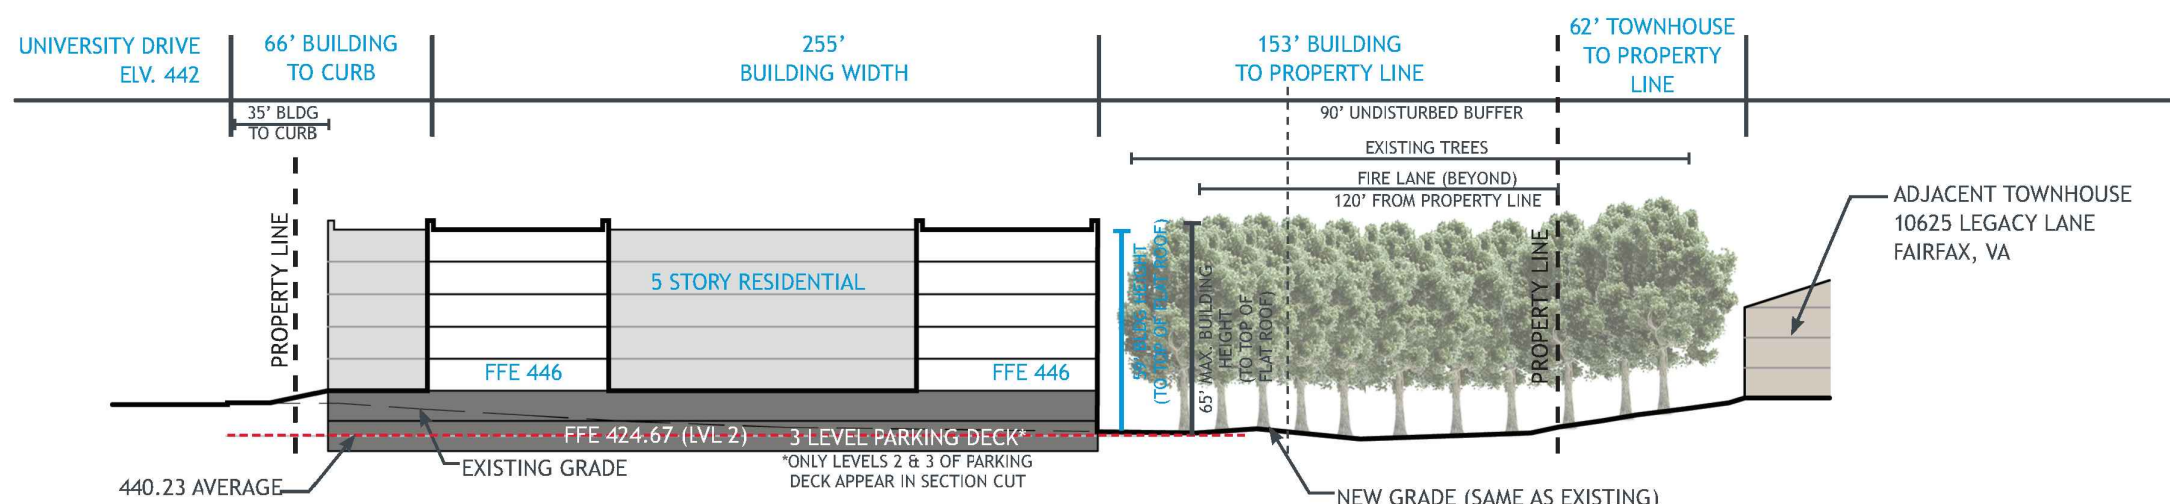 UNIVERSITY DRIVE
ELV. 442
66' BUILDING
TO CURB
255'
BUILDING WIDTH
153' BUILDING
TO PROPERTY LINE
62' TOWNHOUSE
TO PROPERTY
LINE
35' BLDG
TO CURB
90' UNDISTURBED BUFFER
EXISTING TREES
FIRE LANE (BEYOND)
120' FROM PROPERTY LINE
ADJACENT TOWNHOUSE
10625 LEGACY LANE
FAIRFAX, VA
PROPERTY LINE
5 STORY RESIDENTIAL
FFE 446
FFE 446
BLDG HEIGHT
(TO TOP OF FLAT ROOF)
65' MAX. BUILDING
HEIGHT
(TO TOP OF
FLAT ROOF)
PROPERTY LINE
FFE 424.67 (LVL 2)
3 LEVEL PARKING DECK*
*ONLY LEVELS 2 & 3 OF PARKING
DECK APPEAR IN SECTION CUT
EXISTING GRADE
440.23 AVERAGE
NEW GRADE (SAME AS EXISTING)